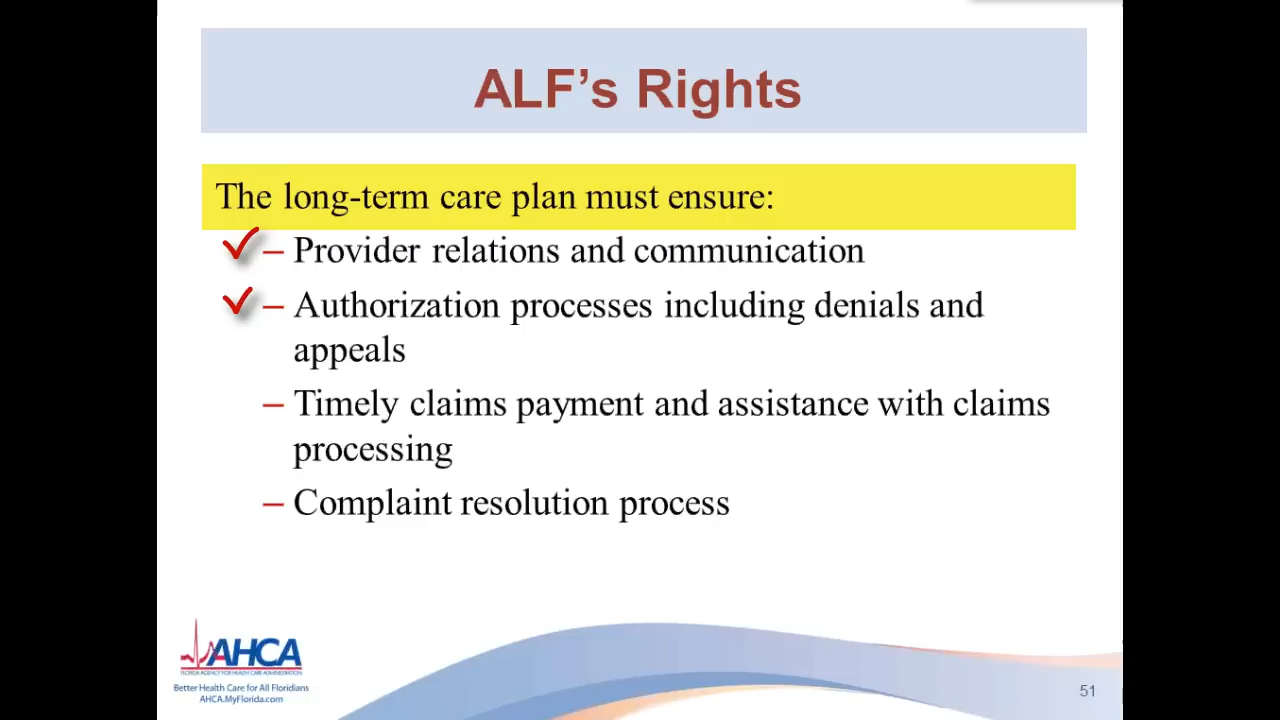 ALF's Rights
The long-term care plan must ensure:
– Provider relations and communication
– Authorization processes including denials and
appeals
– Timely claims payment and assistance with claims
processing
– Complaint resolution process
AHCA
FLORIDA AGENCY FOR HEALTH CARE ADMINISTRATION
Better Health Care for All Floridians
AHCA.MyFlorida.com
51